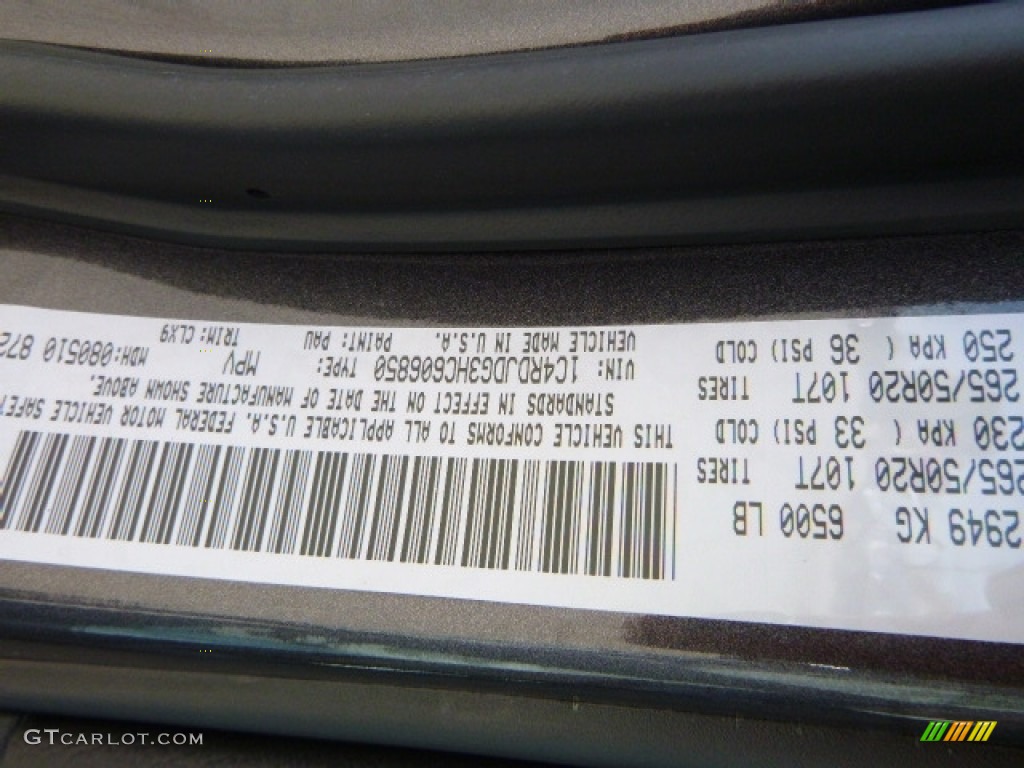 2949 KG 6500 LB
265/50R20 107T TIRES
230 KPA ( 33 PSI) COLD
265/50R20 107T TIRES
250 KPA ( 36 PSI) COLD
THIS VEHICLE CONFORMS TO ALL APPLICABLE U.S.A. FEDERAL MOTOR VEHICLE SAFET
STANDARDS IN EFFECT ON THE DATE OF MANUFACTURE SHOWN ABOVE.
VIN: 1C4RDJDG3HC606850 TYPE: MPV MDH:080510 872
VEHICLE MADE IN U.S.A. PAINT: PAU TRIM: CLX9
GTCARLOT.COM